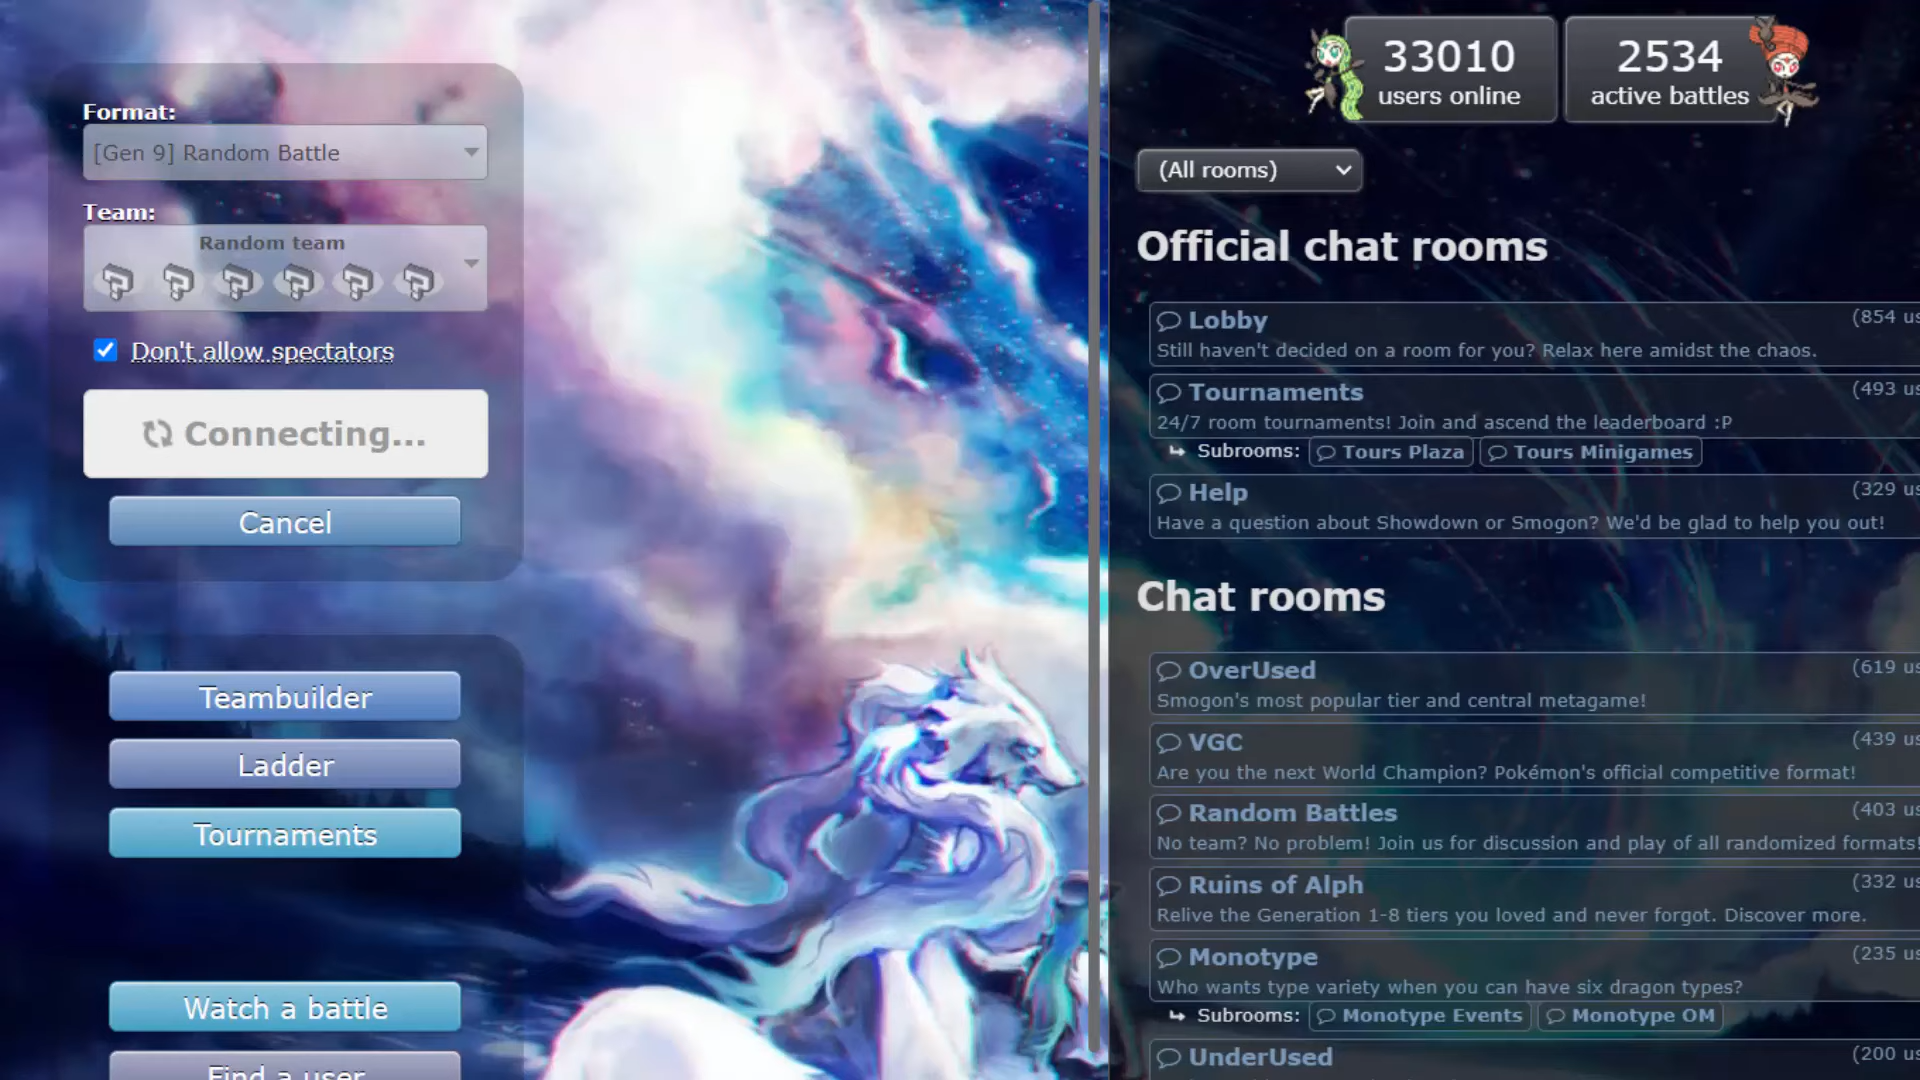 Format:
[Gen 9] Random Battle
Team:
Random team
Don't allow spectators
Connecting...
Cancel
Teambuilder
Ladder
Tournaments
Watch a battle
Find a user
33010
users online
2534
active battles
(All rooms)
Official chat rooms
Lobby (854 us
Still haven't decided on a room for you? Relax here amidst the chaos.
Tournaments (493 us
24/7 room tournaments! Join and ascend the leaderboard :P
Subrooms: Tours Plaza Tours Minigames
Help (329 us
Have a question about Showdown or Smogon? We'd be glad to help you out!
Chat rooms
OverUsed (619 us
Smogon's most popular tier and central metagame!
VGC (439 us
Are you the next World Champion? Pokémon's official competitive format!
Random Battles (403 us
No team? No problem! Join us for discussion and play of all randomized formats!
Ruins of Alph (332 us
Relive the Generation 1-8 tiers you loved and never forgot. Discover more.
Monotype (235 us
Who wants type variety when you can have six dragon types?
Subrooms: Monotype Events Monotype OM
UnderUsed (200 us